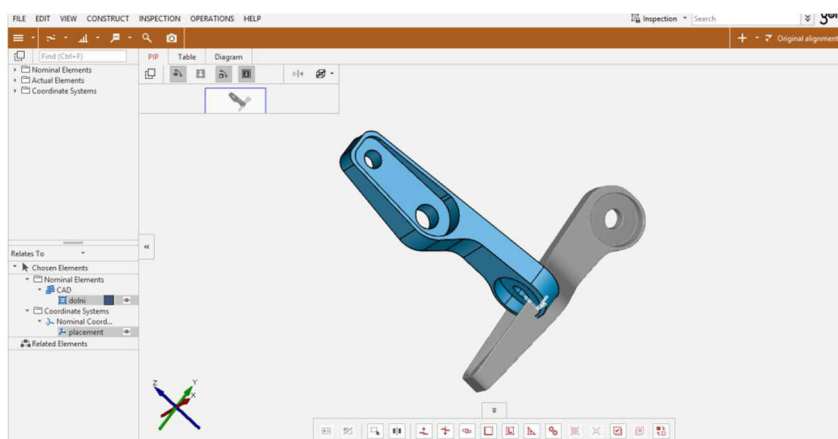 FILE EDIT VIEW CONSTRUCT INSPECTION OPERATIONS HELP
Inspection Search
Original alignment
Find (Ctrl+F)
PIP Table Diagram
Nominal Elements
Actual Elements
Coordinate Systems
Relates To
Chosen Elements
Nominal Elements
CAD
dolni
Coordinate Systems
Nominal Coord...
placement
Related Elements
Z
Y
X